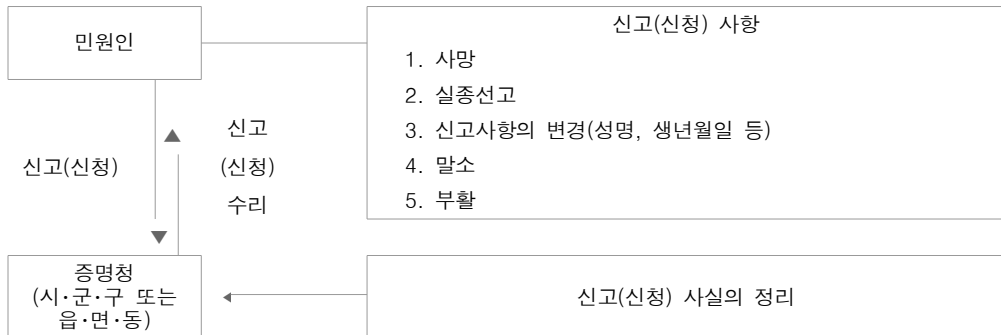 민원인
신고(신청) 사항
1. 사망
2. 실종선고
3. 신고사항의 변경(성명, 생년월일 등)
4. 말소
5. 부활
신고(신청)
신고
(신청)
수리
증명청
(시·군·구 또는
읍·면·동)
신고(신청) 사실의 정리